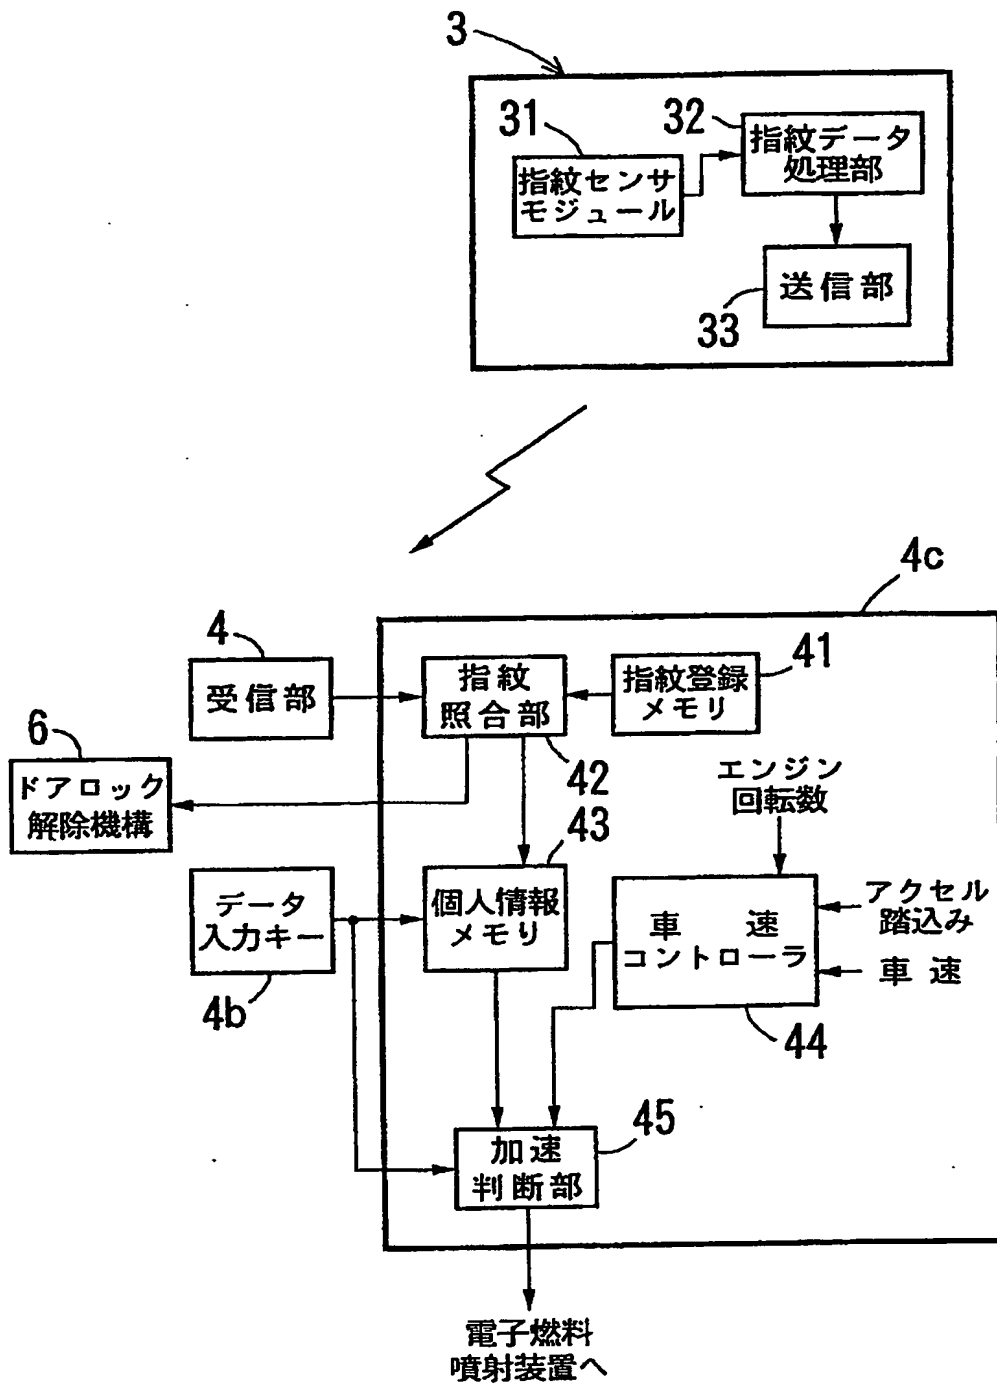 3
31
指紋センサ
モジュール
32
指紋データ
処理部
33
送信部
4c
4
受信部
指紋
照合部
42
41
指紋登録
メモリ
6
ドアロック
解除機構
エンジン
回転数
43
データ
入力キー
4b
個人情報
メモリ
車速
コントローラ
44
アクセル
踏込み
車速
45
加速
判断部
電子燃料
噴射装置へ